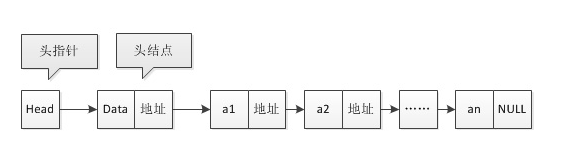 头指针
头结点
Head
Data 地址
a1 地址
a2 地址
……
an NULL